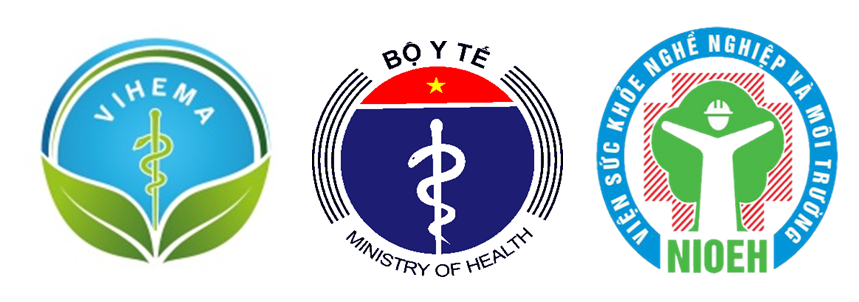 VIHEMA
BỘ Y TẾ
MINISTRY OF HEALTH
VIỆN SỨC KHỎE NGHỀ NGHIỆP VÀ MÔI TRƯỜNG
NIOEH